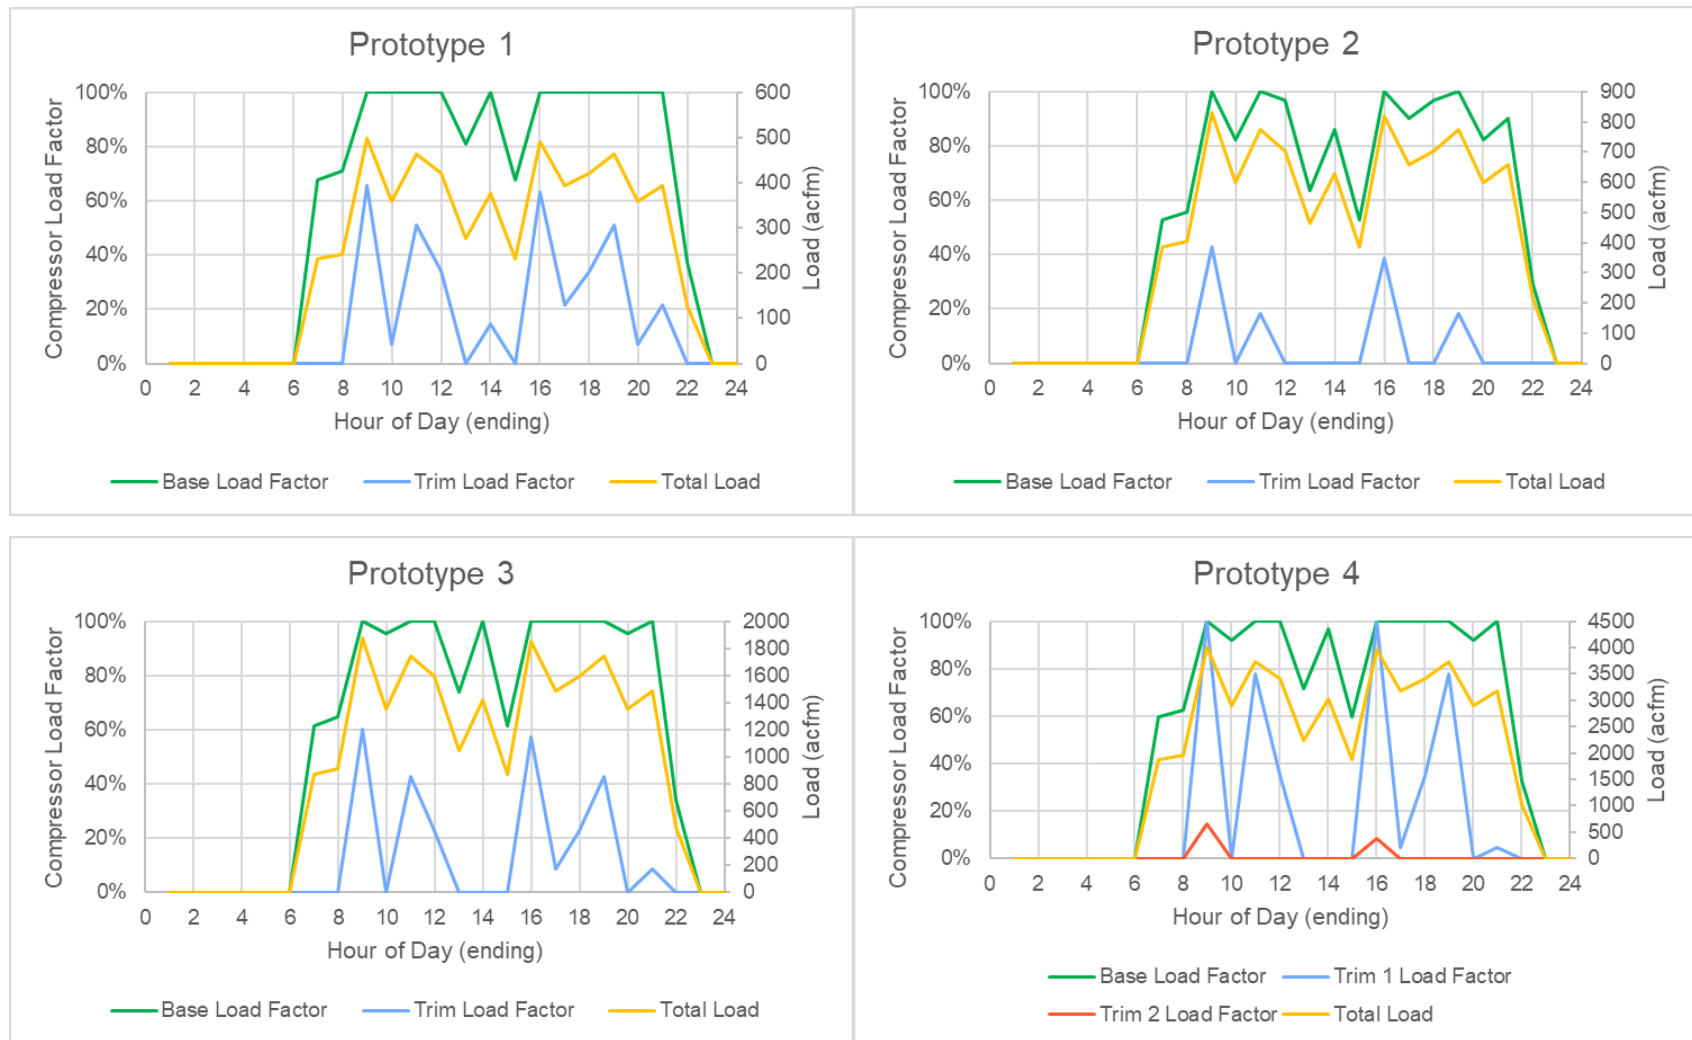 Prototype 1
Compressor Load Factor
100%
80%
60%
40%
20%
0%
600
500
400
300
200
100
0
Load (acfm)
0 2 4 6 8 10 12 14 16 18 20 22 24
Hour of Day (ending)
Base Load Factor Trim Load Factor Total Load
Prototype 2
Compressor Load Factor
100%
80%
60%
40%
20%
0%
900
800
700
600
500
400
300
200
100
0
Load (acfm)
0 2 4 6 8 10 12 14 16 18 20 22 24
Hour of Day (ending)
Base Load Factor Trim Load Factor Total Load
Prototype 3
Compressor Load Factor
100%
80%
60%
40%
20%
0%
2000
1800
1600
1400
1200
1000
800
600
400
200
0
Load (acfm)
0 2 4 6 8 10 12 14 16 18 20 22 24
Hour of Day (ending)
Base Load Factor Trim Load Factor Total Load
Prototype 4
Compressor Load Factor
100%
80%
60%
40%
20%
0%
4500
4000
3500
3000
2500
2000
1500
1000
500
0
Load (acfm)
0 2 4 6 8 10 12 14 16 18 20 22 24
Hour of Day (ending)
Base Load Factor Trim 1 Load Factor
Trim 2 Load Factor Total Load